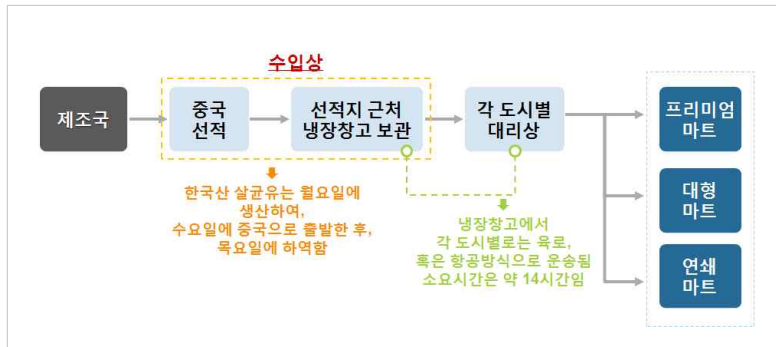 수입상
제조국
중국
선적
선적지 근처
냉장창고 보관
각 도시별
대리상
프리미엄
마트
대형
마트
연쇄
마트
한국산 살균유는 월요일에
생산하여,
수요일에 중국으로 출발한 후,
목요일에 하역함
냉장창고에서
각 도시별로는 육로,
혹은 항공방식으로 운송됨
소요시간은 약 14시간임